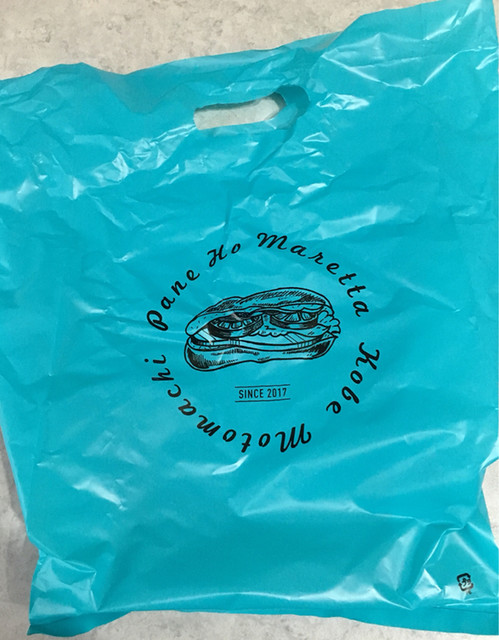 Pane Ho Maretta Kobe Motomachi
SINCE 2017